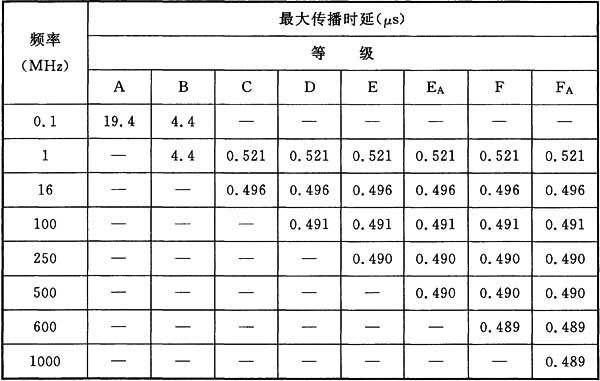 频率
(MHz)
最大传播时延(μs)
等 级
A B C D E EA F FA
0.1 19.4 4.4 — — — — — —
1 — 4.4 0.521 0.521 0.521 0.521 0.521 0.521
16 — — 0.496 0.496 0.496 0.496 0.496 0.496
100 — — — 0.491 0.491 0.491 0.491 0.491
250 — — — — 0.490 0.490 0.490 0.490
500 — — — — — 0.490 0.490 0.490
600 — — — — — — 0.489 0.489
1000 — — — — — — — 0.489